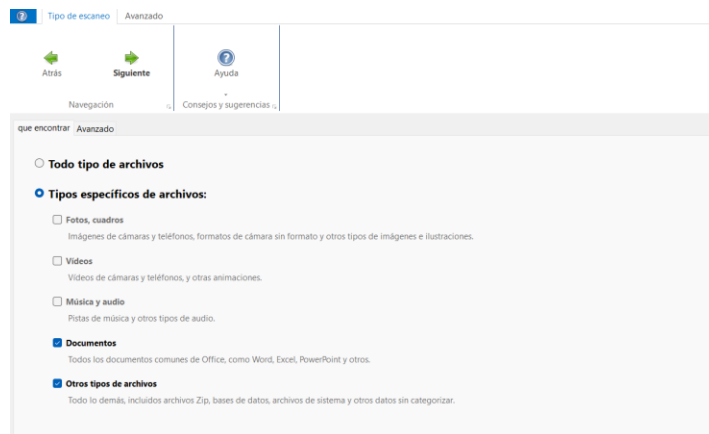 Tipo de escaneo Avanzado
Atrás Siguiente Ayuda
Navegación Consejos y sugerencias
que encontrar Avanzado
Todo tipo de archivos
Tipos específicos de archivos:
Fotos, cuadros
Imágenes de cámaras y teléfonos, formatos de cámara sin formato y otros tipos de imágenes e ilustraciones.
Videos
Vídeos de cámaras y teléfonos, y otras animaciones.
Música y audio
Pistas de música y otros tipos de audio.
Documentos
Todos los documentos comunes de Office, como Word, Excel, PowerPoint y otros.
Otros tipos de archivos
Todo lo demás, incluidos archivos Zip, bases de datos, archivos de sistema y otros datos sin categorizar.